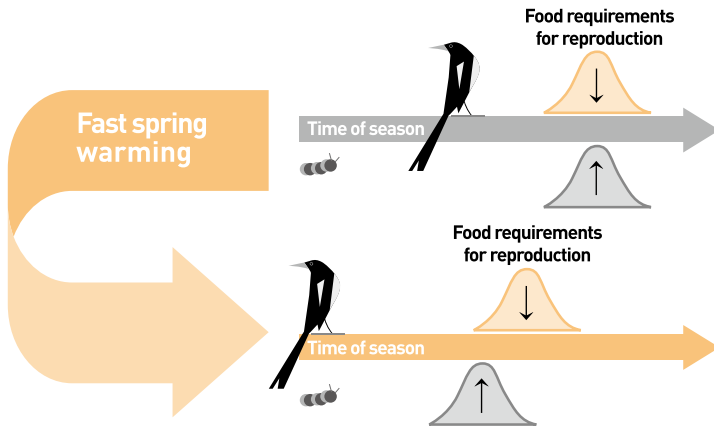 Food requirements
for reproduction
Fast spring
warming
Time of season
Food requirements
for reproduction
Time of season